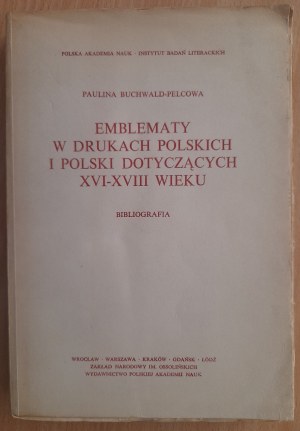 POLSKA AKADEMIA NAUK · INSTYTUT BADAŃ LITERACKICH
PAULINA BUCHWALD-PELCOWA
EMBLEMATY
W DRUKACH POLSKICH
I POLSKI DOTYCZĄCYCH
XVI-XVIII WIEKU
BIBLIOGRAFIA
WROCŁAW · WARSZAWA · KRAKÓW · GDAŃSK · ŁÓDŹ
ZAKŁAD NARODOWY IM. OSSOLIŃSKICH
WYDAWNICTWO POLSKIEJ AKADEMII NAUK